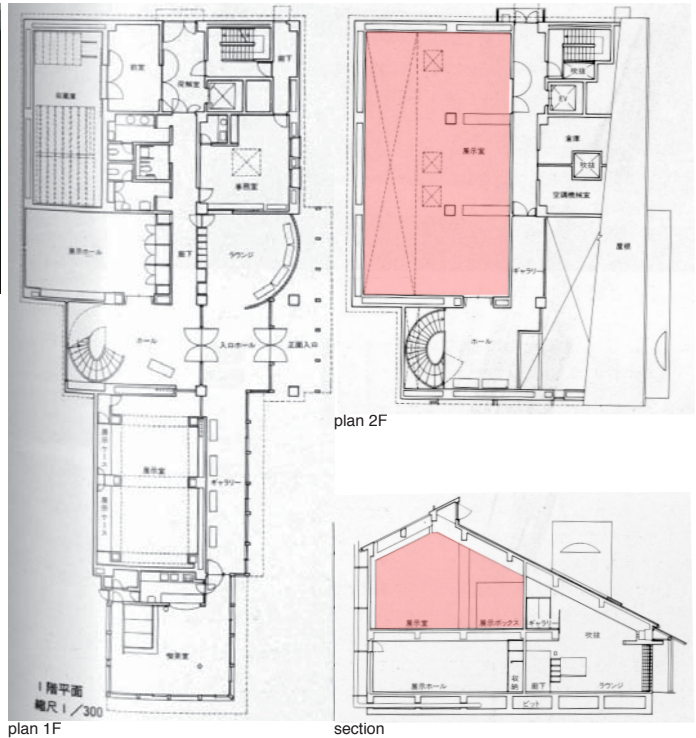 収蔵庫
前室
荷解室
廊下
事務室
展示ホール
廊下
ラウンジ
ホール
入口ホール
正面入口
展示ケース
展示室
展示ケース
ギャラリー
喫茶室
1階平面
縮尺1/300
plan 1F
吹抜
EV
展示室
倉庫
吹抜
空調機械室
屋根
ギャラリー
ホール
plan 2F
展示室
展示ボックス
ギャラリー
吹抜
展示ホール
収納
廊下
ラウンジ
ピット
section